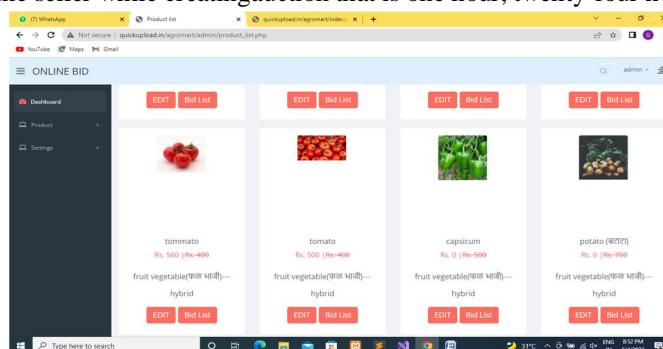 the seller while creatingauction that is one hour, twenty four h
(7) WhatsApp
Product list
quickupload.in/agromart/index.p
Not secure | quickupload.in/agromart/admin/product_list.php
YouTube Maps Gmail
ONLINE BID
admin
Dashboard
Product +
Settings +
EDIT Bid List EDIT Bid List EDIT Bid List EDIT Bid List
tommato tomato capsicum potato (बटाटा)
Rs. 560 |Rs. 400 Rs. 500 |Rs. 400 Rs. 0 |Rs. 500 Rs. 0 |Rs. 700
fruit vegetable(फळ भाजी)--- fruit vegetable(फळ भाजी)--- fruit vegetable(फळ भाजी)--- fruit vegetable(फळ भाजी)---
hybrid hybrid hybrid hybrid
EDIT Bid List EDIT Bid List EDIT Bid List EDIT Bid List
Type here to search
31°C
ENG
8:52 PM